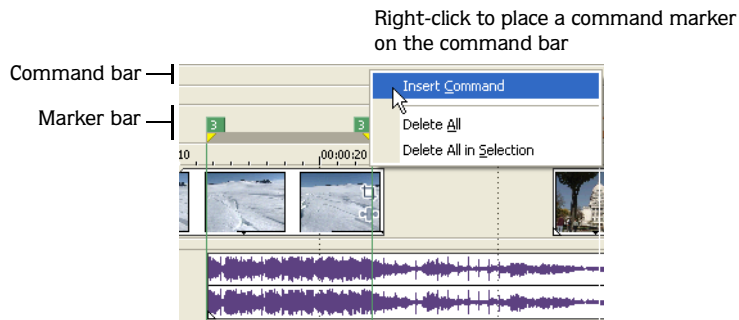 Right-click to place a command marker
on the command bar
Command bar
Insert Command
Marker bar
3 3
Delete All
10 00:00:20
Delete All in Selection